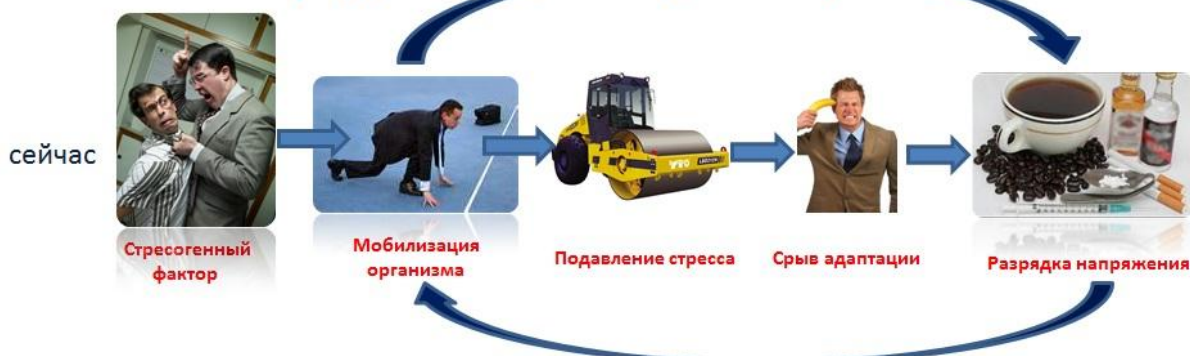 сейчас
Стресогенный
фактор
Мобилизация
организма
Подавление стресса
Срыв адаптации
Разрядка напряжения